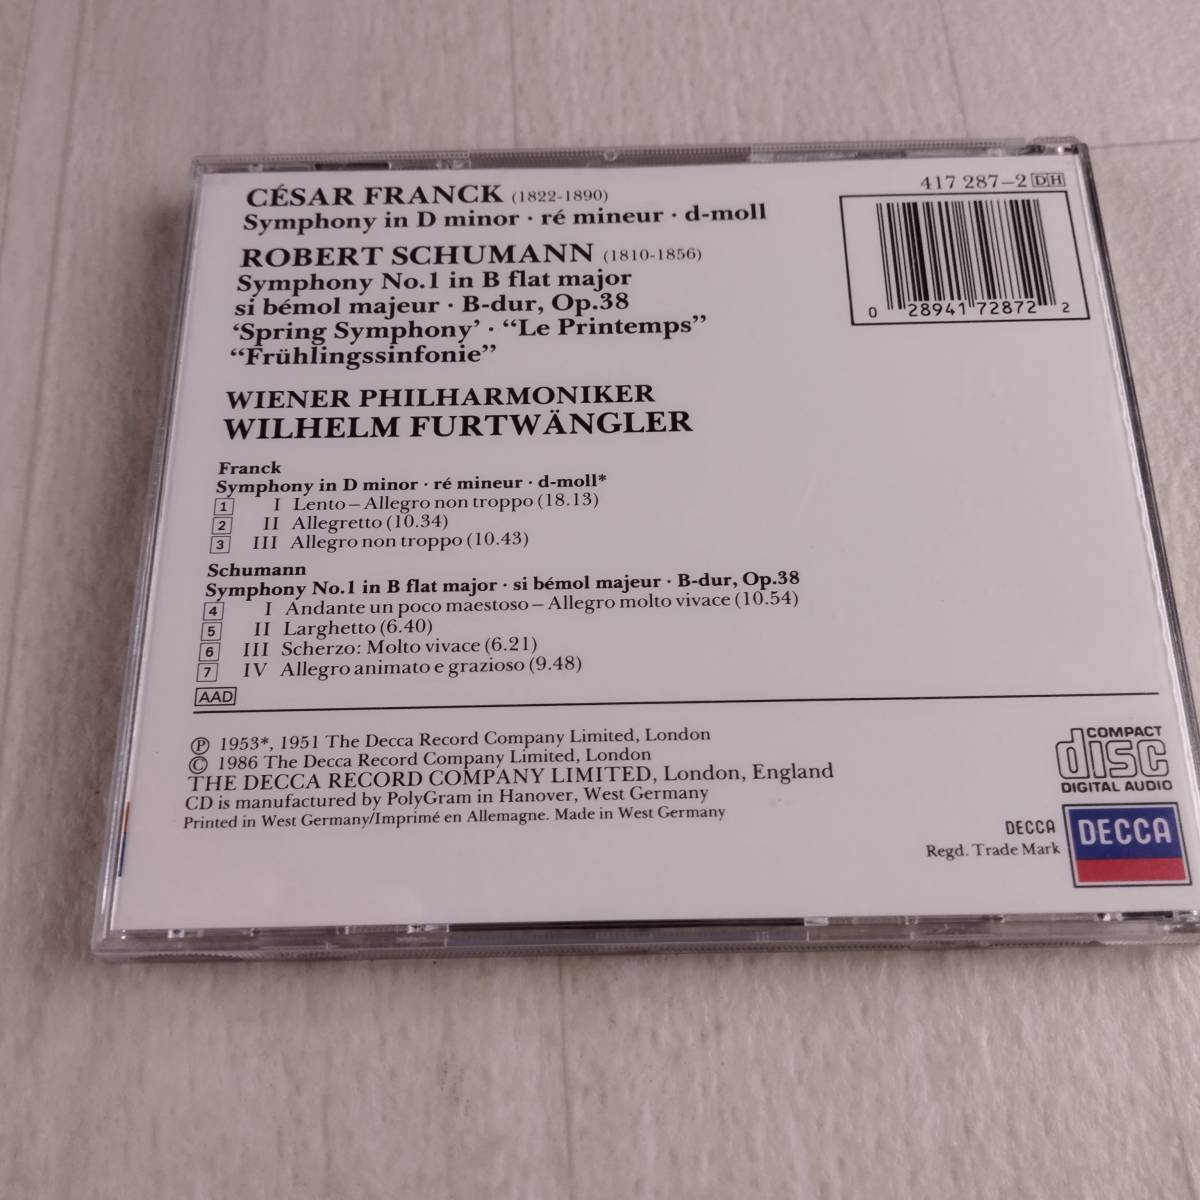 CÉSAR FRANCK (1822-1890)
Symphony in D minor · ré mineur · d-moll
ROBERT SCHUMANN (1810-1856)
Symphony No.1 in B flat major
si bémol majeur · B-dur, Op.38
‘Spring Symphony’ · “Le Printemps”
“Frühlingssinfonie”
WIENER PHILHARMONIKER
WILHELM FURTWÄNGLER
417 287–2 DH
0 28941 72872 2
Franck
Symphony in D minor · ré mineur · d-moll*
1 I Lento – Allegro non troppo (18.13)
2 II Allegretto (10.34)
3 III Allegro non troppo (10.43)
Schumann
Symphony No.1 in B flat major · si bémol majeur · B-dur, Op.38
4 I Andante un poco maestoso – Allegro molto vivace (10.54)
5 II Larghetto (6.40)
6 III Scherzo: Molto vivace (6.21)
7 IV Allegro animato e grazioso (9.48)
AAD
Ⓟ 1953*, 1951 The Decca Record Company Limited, London
© 1986 The Decca Record Company Limited, London
THE DECCA RECORD COMPANY LIMITED, London, England
CD is manufactured by PolyGram in Hanover, West Germany
Printed in West Germany/Imprimé en Allemagne. Made in West Germany
COMPACT
disc
DIGITAL AUDIO
DECCA
Regd. Trade Mark
DECCA